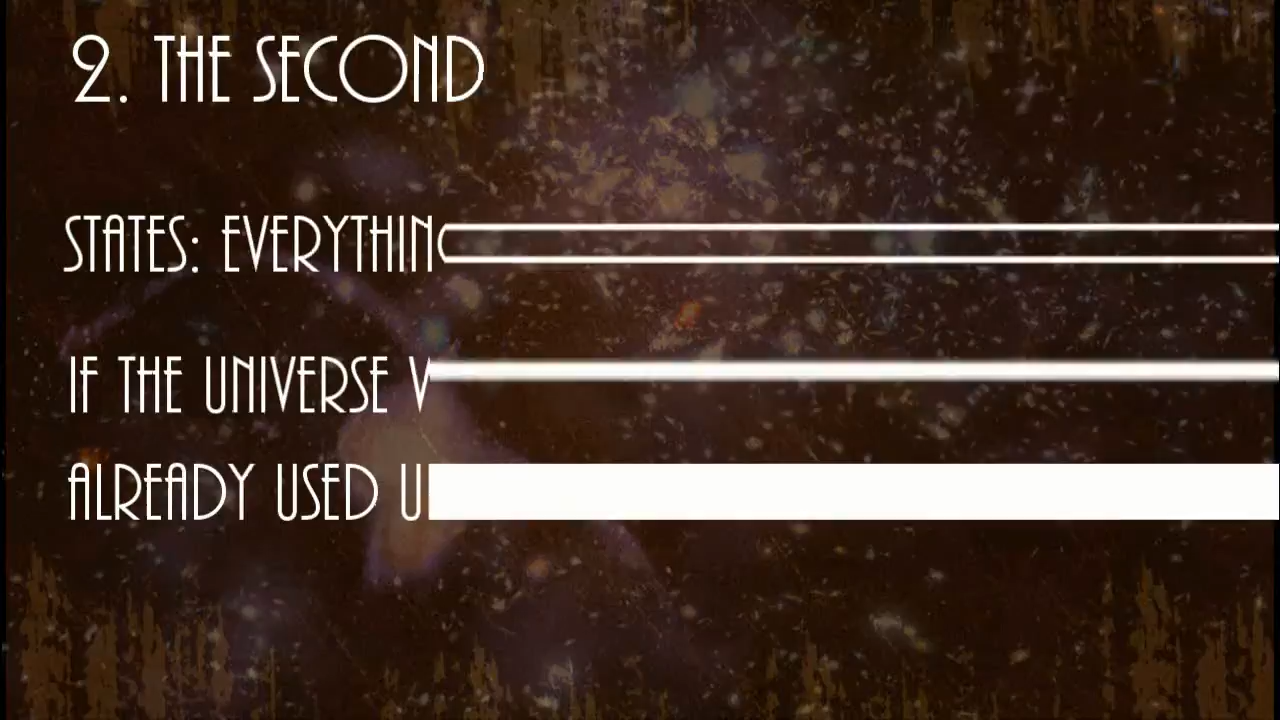 2. THE SECOND
STATES: EVERYTHIN
IF THE UNIVERSE
ALREADY USED